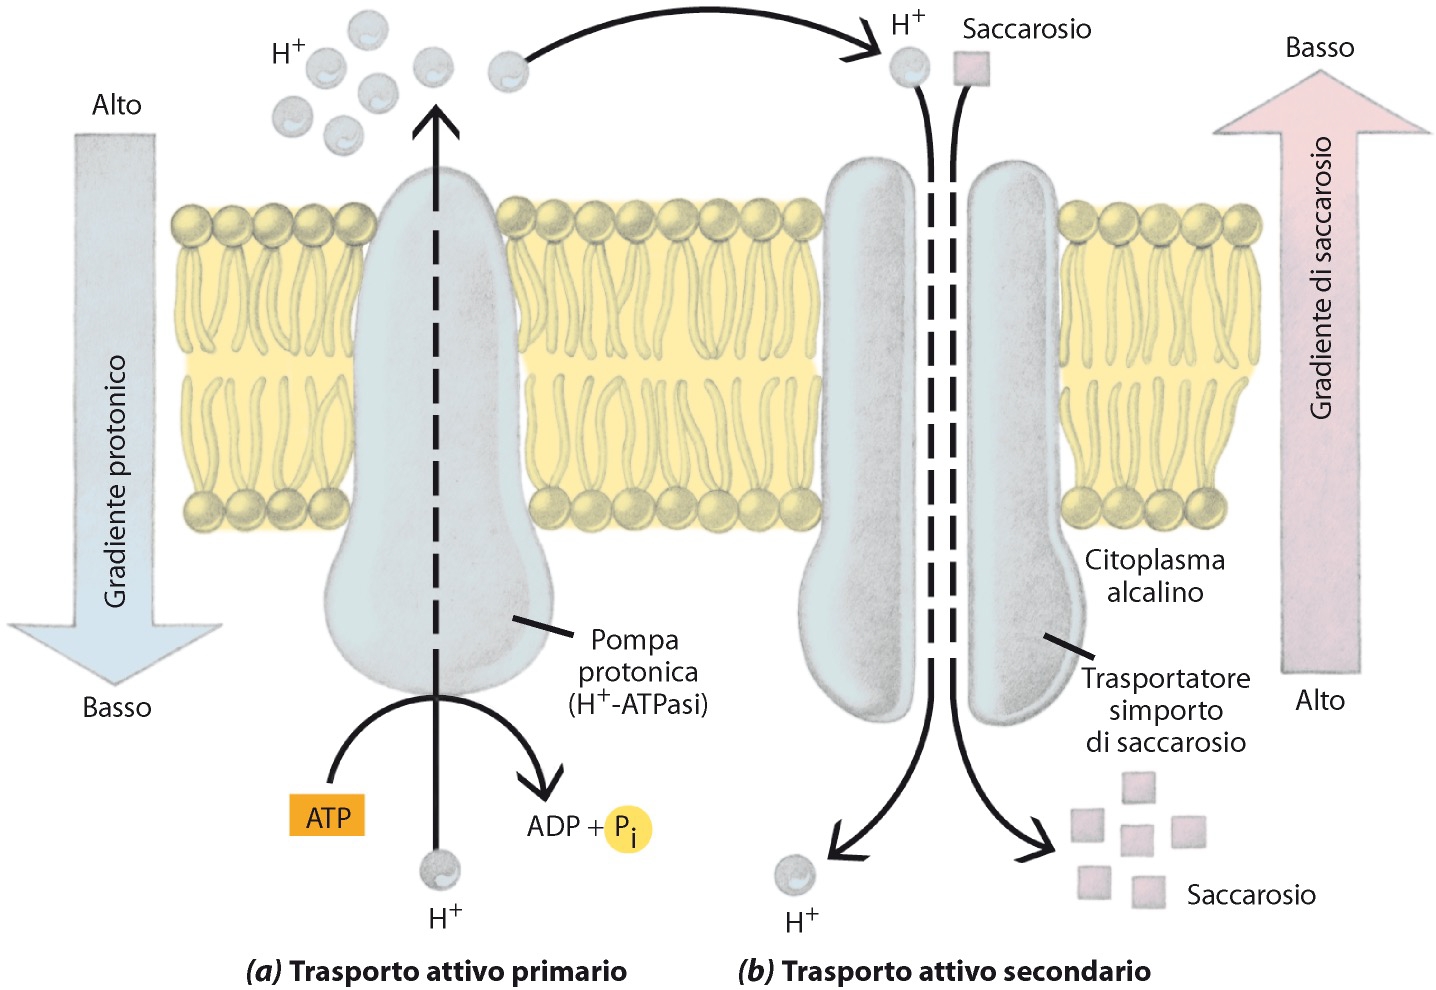 H+
Saccarosio
H+
Basso
Alto
Gradiente protonico
Gradiente di saccarosio
Citoplasma
alcalino
Pompa
protonica
(H+-ATPasi)
Trasportatore
simporto
di saccarosio
Basso
Alto
ATP
ADP + Pi
Saccarosio
H+
H+
(a) Trasporto attivo primario
(b) Trasporto attivo secondario